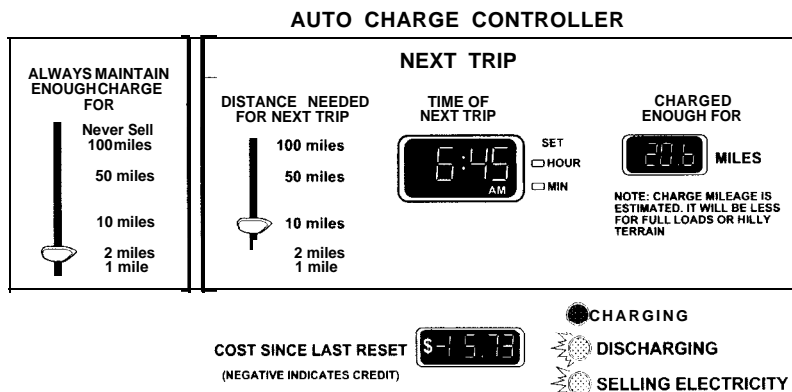 AUTO CHARGE CONTROLLER
ALWAYS MAINTAIN
ENOUGH CHARGE
FOR
Never Sell
100 miles
50 miles
10 miles
2 miles
1 mile
NEXT TRIP
DISTANCE NEEDED
FOR NEXT TRIP
100 miles
50 miles
10 miles
2 miles
1 mile
TIME OF
NEXT TRIP
6:45
AM
SET
HOUR
MIN
CHARGED
ENOUGH FOR
20.6 MILES
NOTE: CHARGE MILEAGE IS
ESTIMATED. IT WILL BE LESS
FOR FULL LOADS OR HILLY
TERRAIN
COST SINCE LAST RESET $-15.73
(NEGATIVE INDICATES CREDIT)
CHARGING
DISCHARGING
SELLING ELECTRICITY